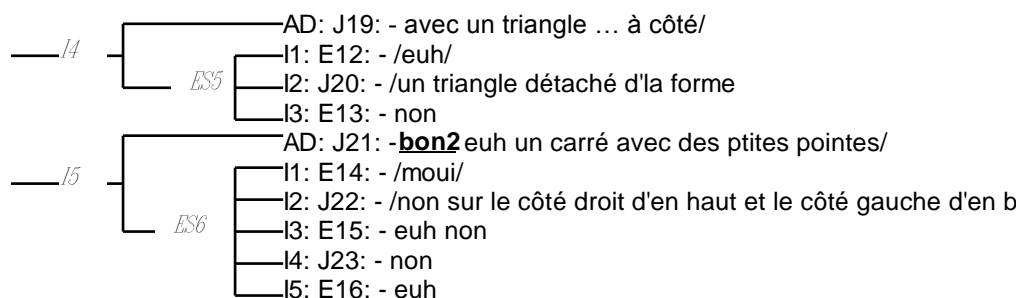 AD: J19: - avec un triangle … à côté/
I4
I1: E12: - /euh/
ES5
I2: J20: - /un triangle détaché d'la forme
I3: E13: - non
AD: J21: -bon2 euh un carré avec des ptites pointes/
I5
I1: E14: - /moui/
I2: J22: - /non sur le côté droit d'en haut et le côté gauche d'en b
ES6
I3: E15: - euh non
I4: J23: - non
I5: E16: - euh